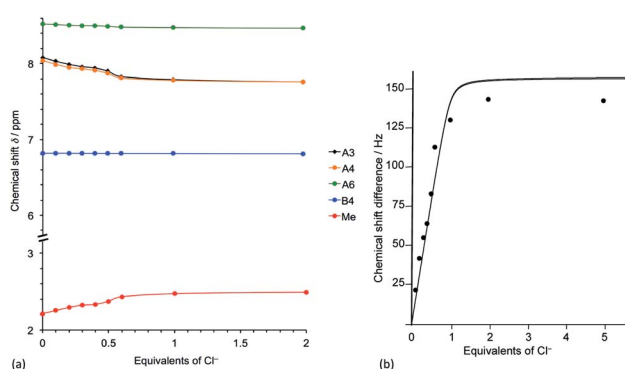 Chemical shift δ / ppm
8
7
6
3
2
0
0.5
1
1.5
2
Equivalents of Cl⁻
(a)
A3
A4
A6
B4
Me
Chemical shift difference / Hz
150
125
100
75
50
25
0
1
2
3
4
5
Equivalents of Cl⁻
(b)